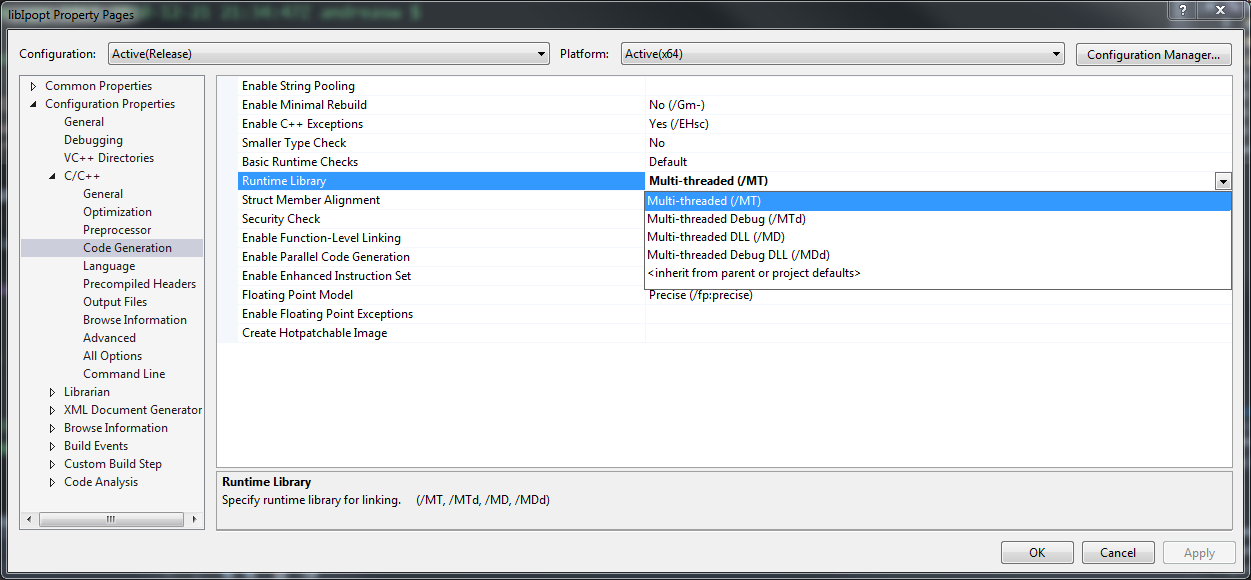 libIpopt Property Pages
Configuration: Active(Release) Platform: Active(x64) Configuration Manager...
Common Properties
Configuration Properties
General
Debugging
VC++ Directories
C/C++
General
Optimization
Preprocessor
Code Generation
Language
Precompiled Headers
Output Files
Browse Information
Advanced
All Options
Command Line
Librarian
XML Document Generator
Browse Information
Build Events
Custom Build Step
Code Analysis
Enable String Pooling
Enable Minimal Rebuild No (/Gm-)
Enable C++ Exceptions Yes (/EHsc)
Smaller Type Check No
Basic Runtime Checks Default
Runtime Library Multi-threaded (/MT)
Struct Member Alignment
Security Check
Enable Function-Level Linking
Enable Parallel Code Generation
Enable Enhanced Instruction Set
Floating Point Model Precise (/fp:precise)
Enable Floating Point Exceptions
Create Hotpatchable Image
Multi-threaded (/MT)
Multi-threaded Debug (/MTd)
Multi-threaded DLL (/MD)
Multi-threaded Debug DLL (/MDd)
<inherit from parent or project defaults>
Runtime Library
Specify runtime library for linking. (/MT, /MTd, /MD, /MDd)
OK Cancel Apply